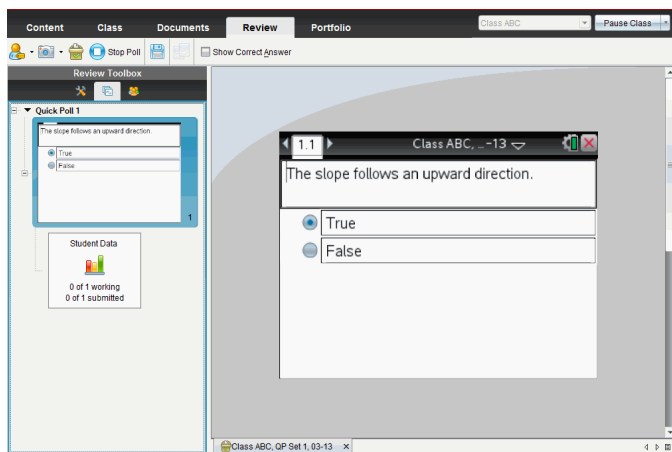 Content Class Documents Review Portfolio Class ABC Pause Class
Stop Poll Show Correct Answer
Review Toolbox
Quick Poll 1
The slope follows an upward direction.
True
False
1
Student Data
0 of 1 working
0 of 1 submitted
1.1 Class ABC, _-13
The slope follows an upward direction.
True
False
Class ABC, QP Set 1, 03-13